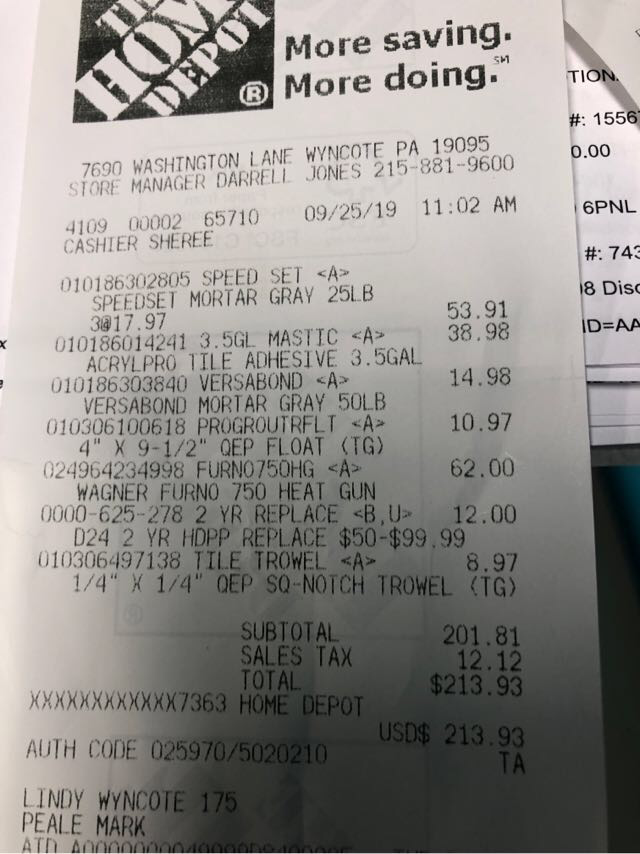 THE
HOME
DEPOT
®
More saving.
More doing.℠
7690 WASHINGTON LANE WYNCOTE PA 19095
STORE MANAGER DARRELL JONES 215-881-9600
4109 00002 65710 09/25/19 11:02 AM
CASHIER SHEREE
010186302805 SPEED SET <A>
SPEEDSET MORTAR GRAY 25LB
3@17.97 53.91
010186014241 3.5GL MASTIC <A> 38.98
ACRYLPRO TILE ADHESIVE 3.5GAL
010186303840 VERSABOND <A> 14.98
VERSABOND MORTAR GRAY 50LB
010306100618 PROGROUTRFLT <A> 10.97
4" X 9-1/2" QEP FLOAT (TG)
024964234998 FURNO750HG <A> 62.00
WAGNER FURNO 750 HEAT GUN
0000-625-278 2 YR REPLACE <B,U> 12.00
D24 2 YR HDPP REPLACE $50-$99.99
010306497138 TILE TROWEL <A> 8.97
1/4" X 1/4" QEP SQ-NOTCH TROWEL (TG)
SUBTOTAL 201.81
SALES TAX 12.12
TOTAL $213.93
XXXXXXXXXXXX7363 HOME DEPOT
USD$ 213.93
AUTH CODE 025970/5020210 TA
LINDY WYNCOTE 175
PEALE MARK
TION.
#: 1556
0.00
6PNL
#: 743
8 Disc
ID=AA